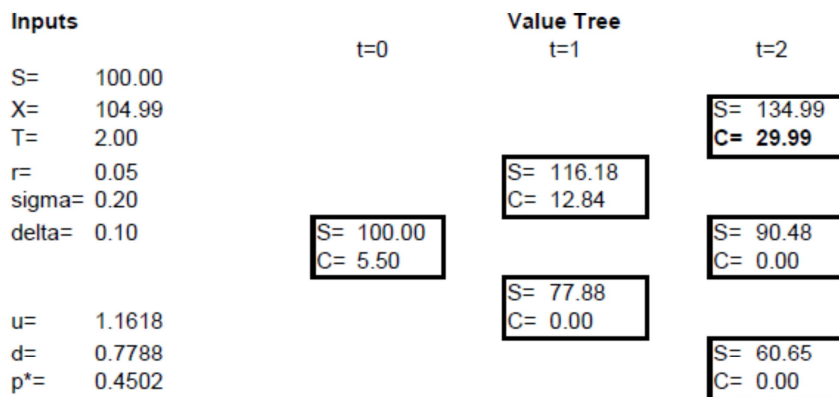 Inputs Value Tree
t=0 t=1 t=2
S= 100.00
X= 104.99 S= 134.99
T= 2.00 C= 29.99
r= 0.05 S= 116.18
sigma= 0.20 C= 12.84
delta= 0.10 S= 100.00 S= 90.48
C= 5.50 C= 0.00
S= 77.88
u= 1.1618 C= 0.00
d= 0.7788 S= 60.65
p*= 0.4502 C= 0.00